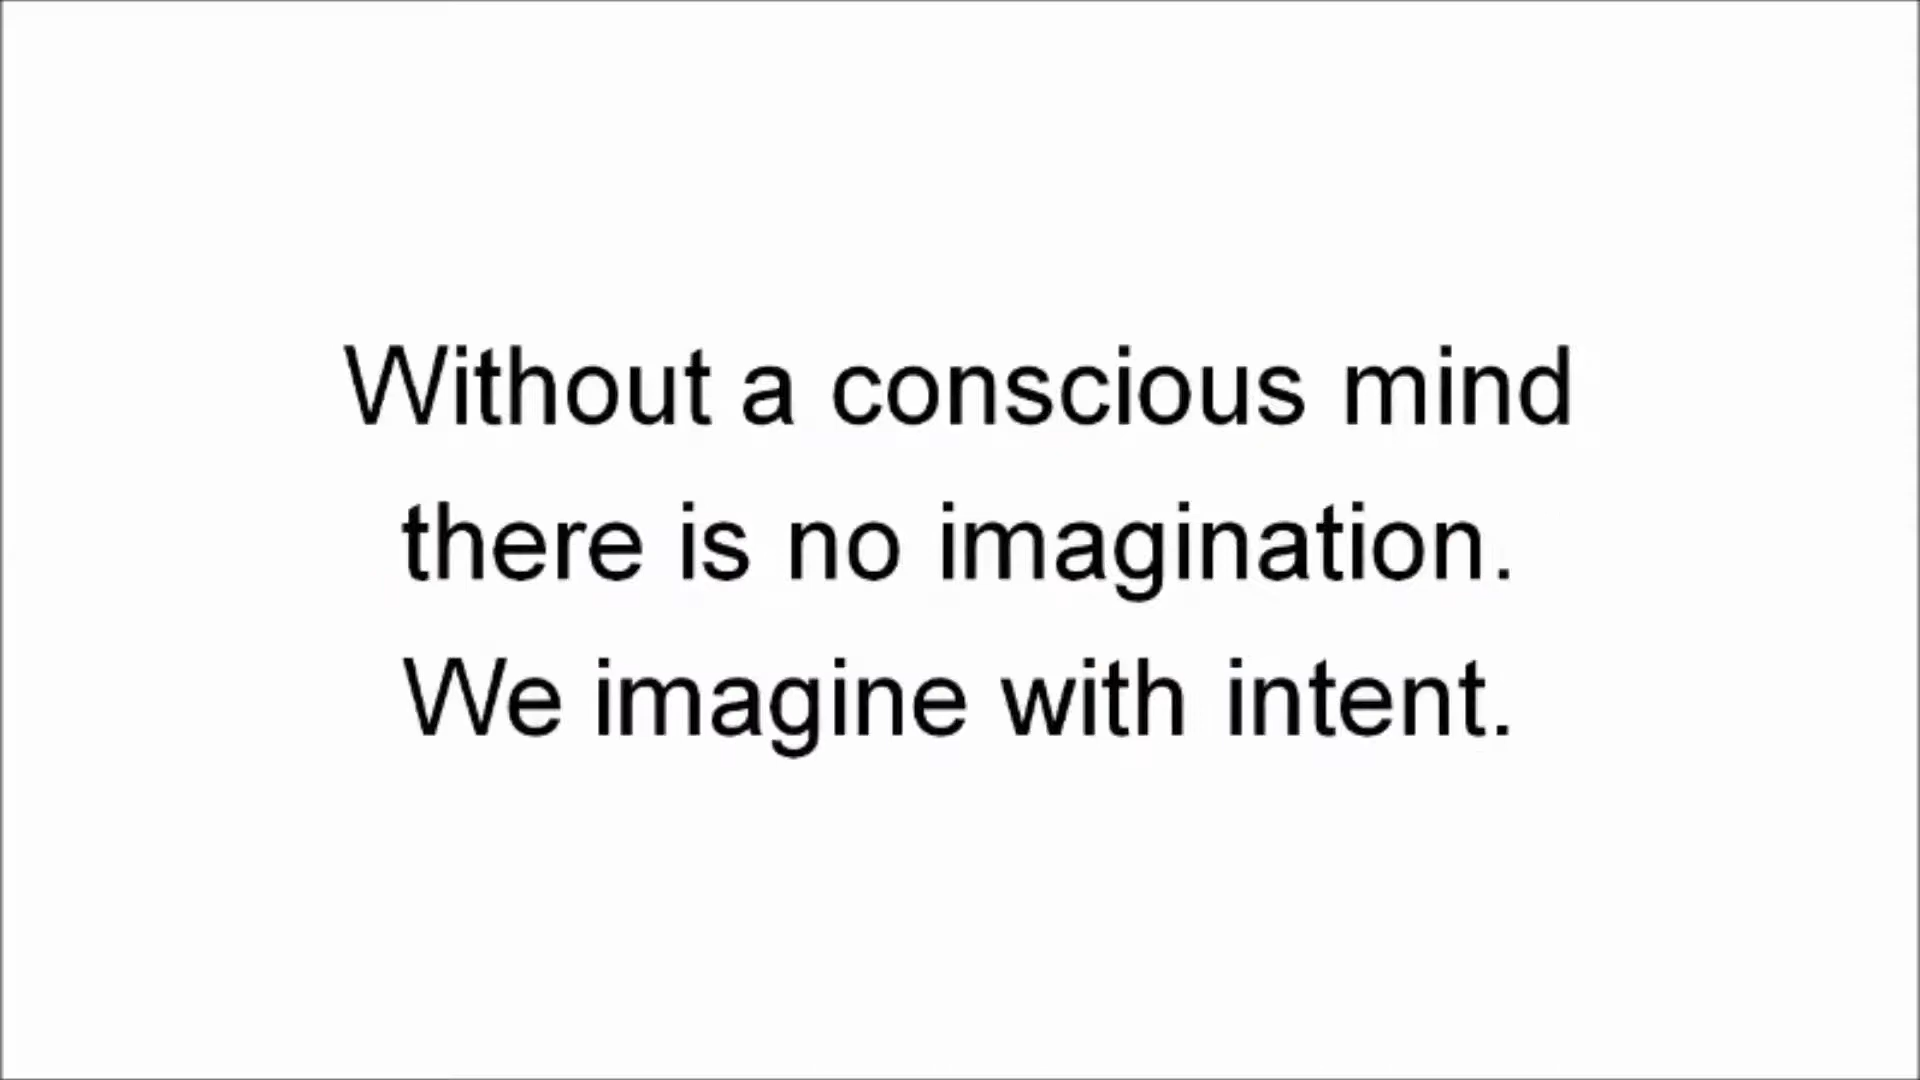 Without a conscious mind
there is no imagination.
We imagine with intent.